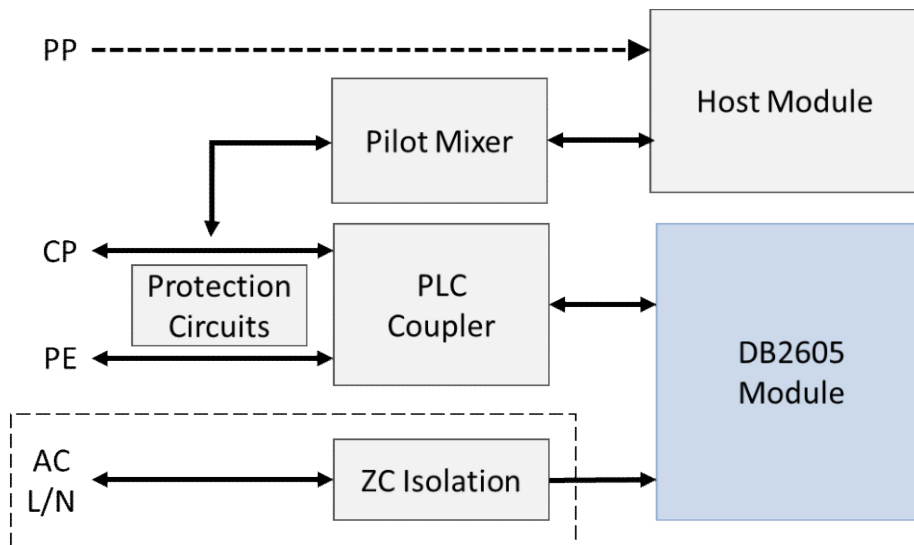 PP
Host Module
Pilot Mixer
CP
Protection
Circuits
PLC
Coupler
PE
DB2605
Module
AC
L/N
ZC Isolation